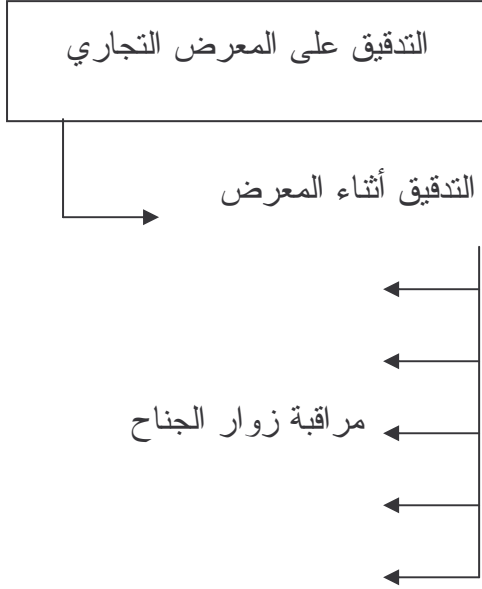 التدقيق على المعرض التجاري
التدقيق أثناء المعرض
مراقبة زوار الجناح